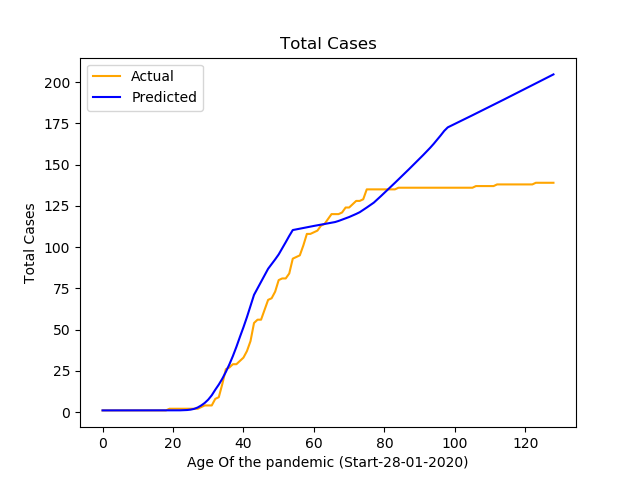 Total Cases
Actual
Predicted
200
175
150
125
100
75
50
25
0
Total Cases
0 20 40 60 80 100 120
Age Of the pandemic (Start-28-01-2020)